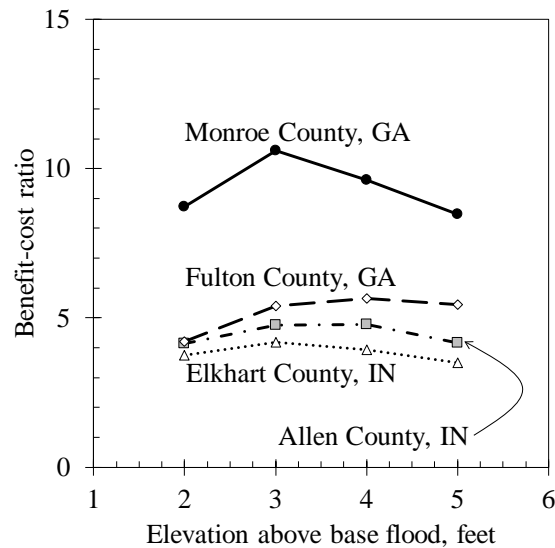 15
Monroe County, GA
10
Benefit-cost ratio
Fulton County, GA
5
Elkhart County, IN
Allen County, IN
0
1 2 3 4 5 6
Elevation above base flood, feet